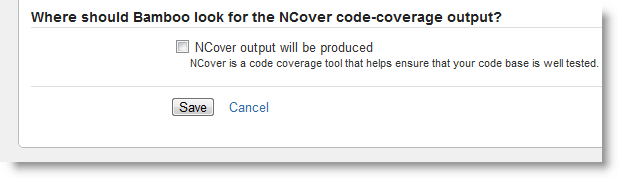 Where should Bamboo look for the NCover code-coverage output?
NCover output will be produced
NCover is a code coverage tool that helps ensure that your code base is well tested.
Save Cancel